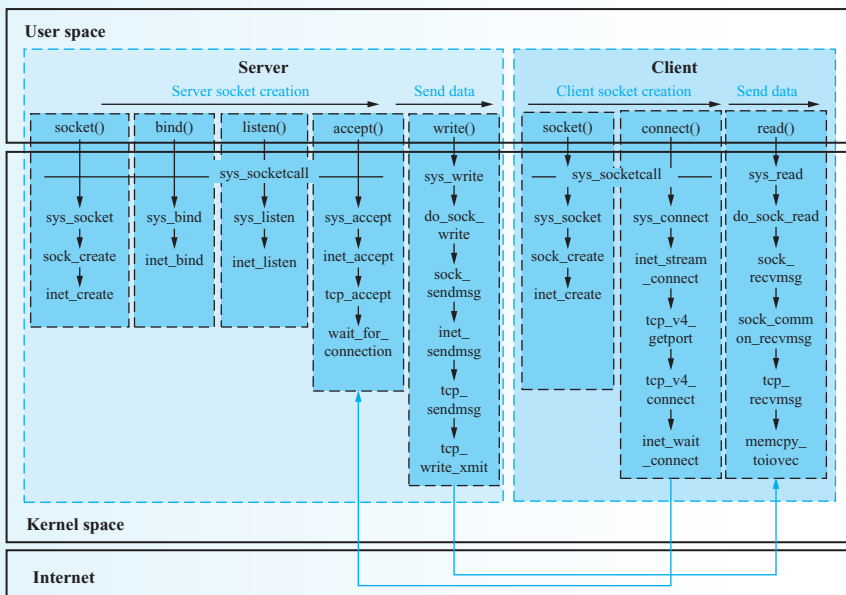 User space
Server
Client
Server socket creation
Send data
Client socket creation
Send data
socket()
bind()
listen()
accept()
write()
socket()
connect()
read()
sys_socketcall
sys_write
sys_socketcall
sys_read
sys_socket
sys_bind
sys_listen
sys_accept
do_sock_
write
sys_socket
sys_connect
do_sock_read
sock_create
inet_bind
inet_listen
inet_accept
sock_
sendmsg
sock_create
inet_stream
_connect
sock_
recvmsg
inet_create
tcp_accept
inet_create
wait_for_
connection
inet_
sendmsg
tcp_v4_
getport
sock_comm
on_recvmsg
tcp_
sendmsg
tcp_v4_
connect
tcp_
recvmsg
tcp_
write_xmit
inet_wait
_connect
memcpy_
toiovec
Kernel space
Internet